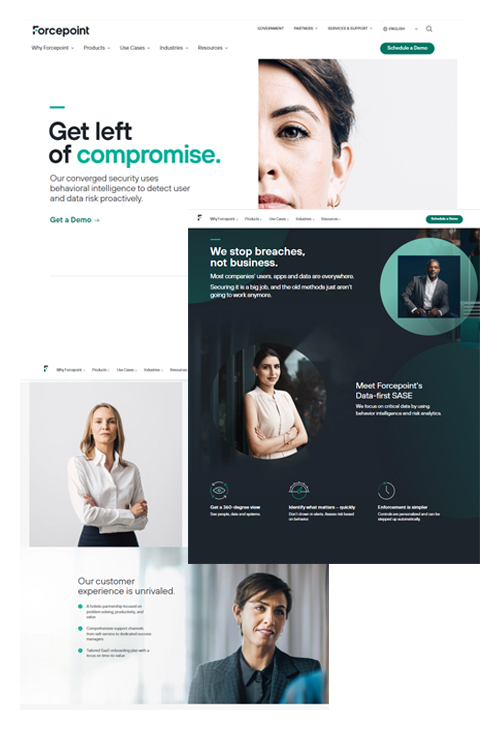 Forcepoint
GOVERNMENT PARTNERS SERVICES & SUPPORT ENGLISH
Why Forcepoint Products Use Cases Industries Resources Schedule a Demo
Get left
of compromise.
Our converged security uses
behavioral intelligence to detect user
and data risk proactively.
Get a Demo →
Why Forcepoint Products Use Cases Industries Resources Schedule a Demo
We stop breaches,
not business.
Most companies' users, apps and data are everywhere.
Securing it is a big job, and the old methods just aren't
going to work anymore.
Meet Forcepoint's
Data-first SASE
We focus on critical data by using
behavior intelligence and risk analytics.
Get a 360-degree view
See people, data and systems.
Identify what matters – quickly
Don't drown in alerts. Assess risk based
on behavior.
Enforcement is simpler
Controls are personalized and can be
stepped up automatically.
Why Forcepoint Products Use Cases Industries Resources
Our customer
experience is unrivaled.
A holistic partnership focused on
problem solving, productivity, and
value
Comprehensive support channels
from self-service to dedicated success
managers
Tailored SaaS onboarding plan with a
focus on time-to-value